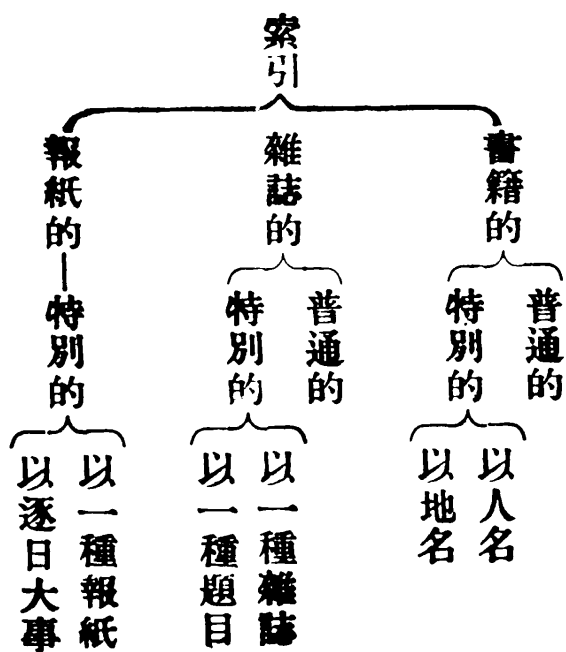 索引
書籍的
普通的
特別的
以人名
以地名
雜誌的
普通的
特別的
以一種雜誌
以一種題目
報紙的
特別的
以一種報紙
以逐日大事